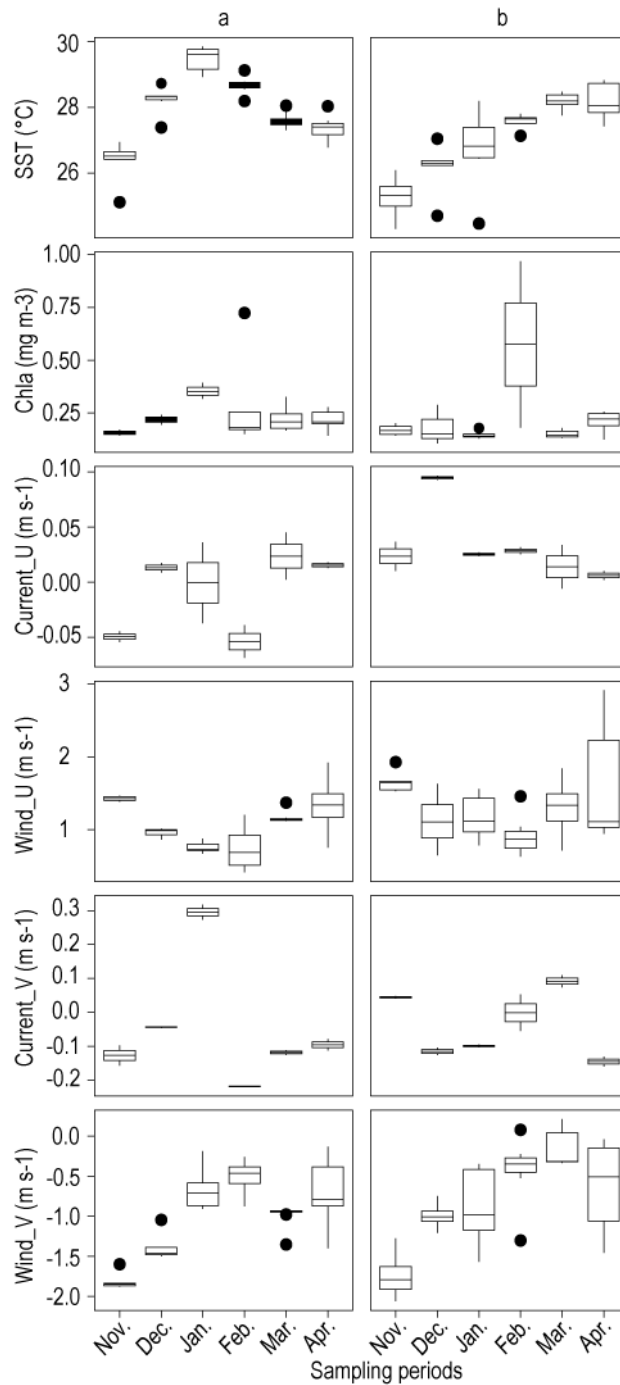 a
b
SST (°C)
30
28
26
Chla (mg m-3)
1.00
0.75
0.50
0.25
Current_U (m s-1)
0.10
0.05
0.00
-0.05
Wind_U (m s-1)
3
2
1
Current_V (m s-1)
0.3
0.2
0.1
0.0
-0.1
-0.2
Wind_V (m s-1)
0.0
-0.5
-1.0
-1.5
-2.0
Nov. Dec. Jan. Feb. Mar. Apr.
Nov. Dec. Jan. Feb. Mar. Apr.
Sampling periods